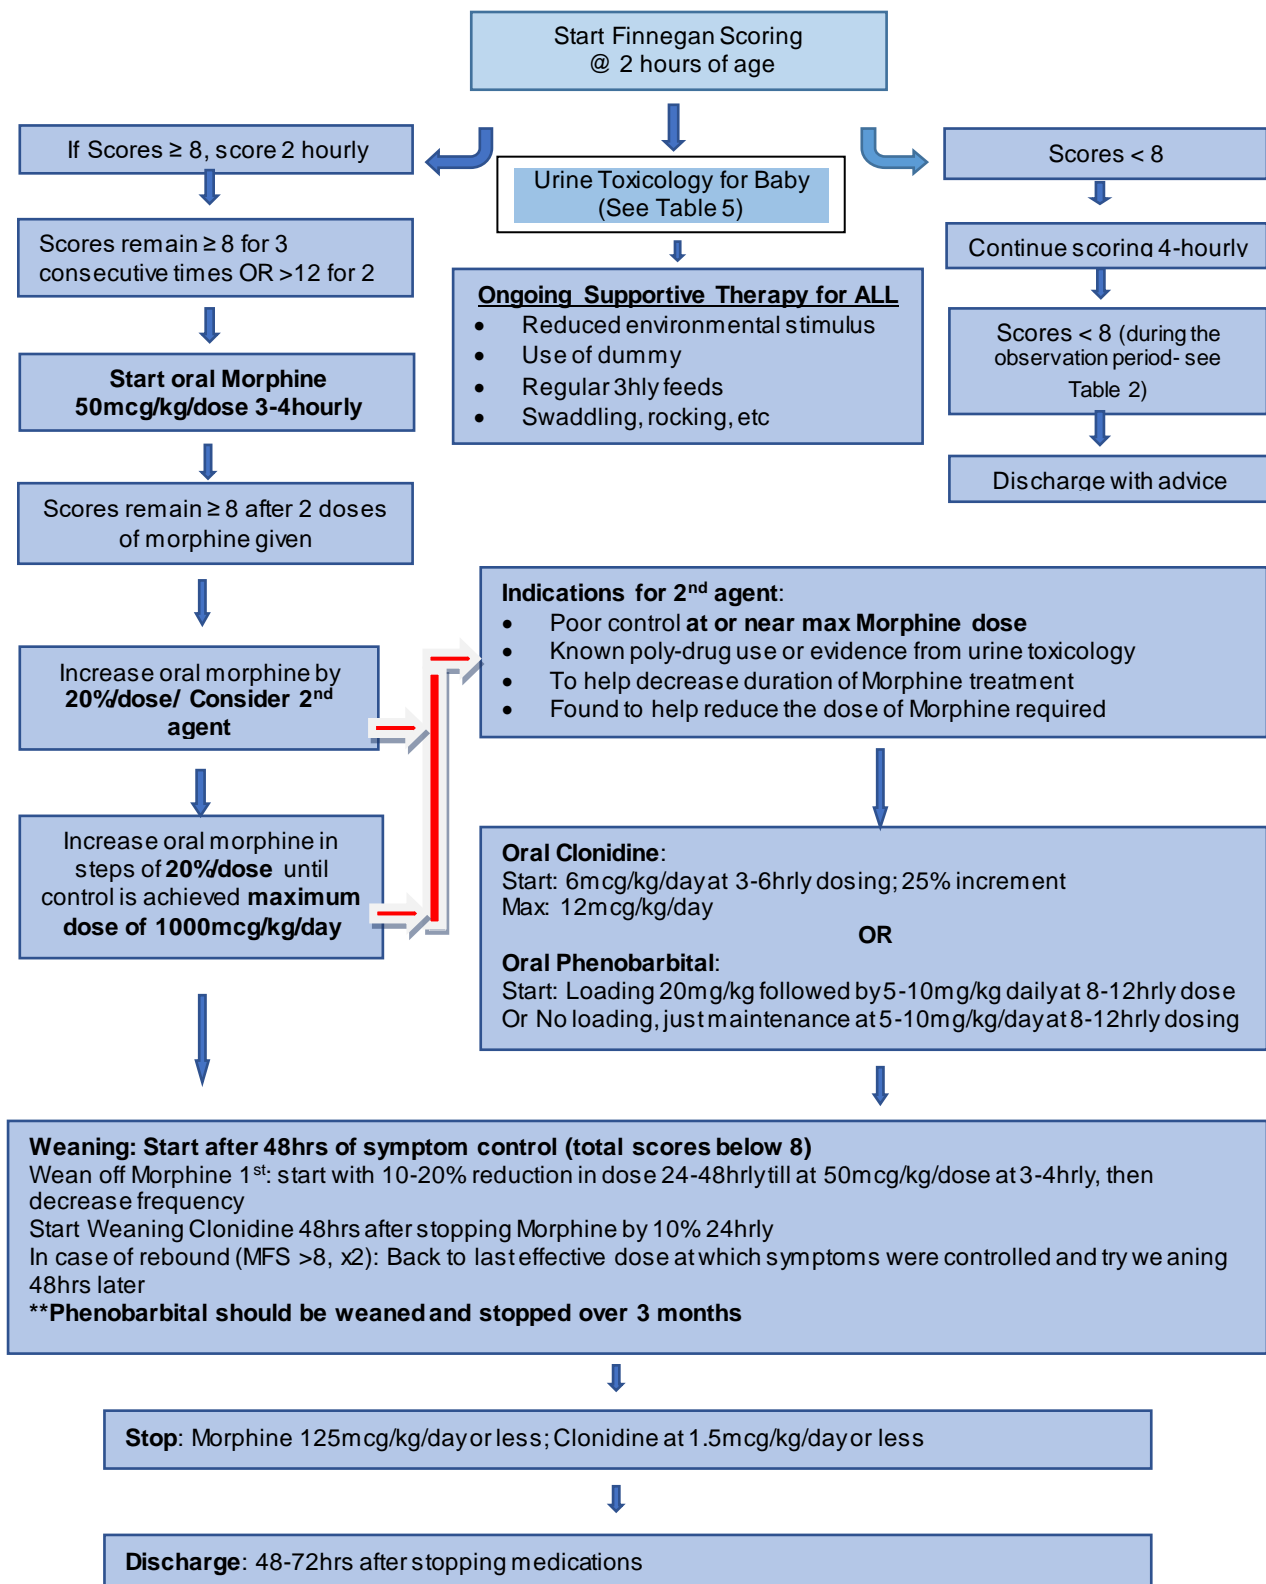 Start Finnegan Scoring
@ 2 hours of age
If Scores ≥ 8, score 2 hourly
Scores remain ≥ 8 for 3
consecutive times OR >12 for 2
Start oral Morphine
50mcg/kg/dose 3-4hourly
Scores remain ≥ 8 after 2 doses
of morphine given
Increase oral morphine by
20%/dose/ Consider 2nd
agent
Increase oral morphine in
steps of 20%/dose until
control is achieved maximum
dose of 1000mcg/kg/day
Urine Toxicology for Baby
(See Table 5)
Ongoing Supportive Therapy for ALL
• Reduced environmental stimulus
• Use of dummy
• Regular 3hly feeds
• Swaddling, rocking, etc
Scores < 8
Continue scoring 4-hourly
Scores < 8 (during the
observation period- see
Table 2)
Discharge with advice
Indications for 2nd agent:
• Poor control at or near max Morphine dose
• Known poly-drug use or evidence from urine toxicology
• To help decrease duration of Morphine treatment
• Found to help reduce the dose of Morphine required
Oral Clonidine:
Start: 6mcg/kg/day at 3-6hrly dosing; 25% increment
Max: 12mcg/kg/day
OR
Oral Phenobarbital:
Start: Loading 20mg/kg followed by 5-10mg/kg daily at 8-12hrly dose
Or No loading, just maintenance at 5-10mg/kg/day at 8-12hrly dosing
Weaning: Start after 48hrs of symptom control (total scores below 8)
Wean off Morphine 1st: start with 10-20% reduction in dose 24-48hrly till at 50mcg/kg/dose at 3-4hrly, then
decrease frequency
Start Weaning Clonidine 48hrs after stopping Morphine by 10% 24hrly
In case of rebound (MFS >8, x2): Back to last effective dose at which symptoms were controlled and try weaning
48hrs later
**Phenobarbital should be weaned and stopped over 3 months
Stop: Morphine 125mcg/kg/day or less; Clonidine at 1.5mcg/kg/day or less
Discharge: 48-72hrs after stopping medications